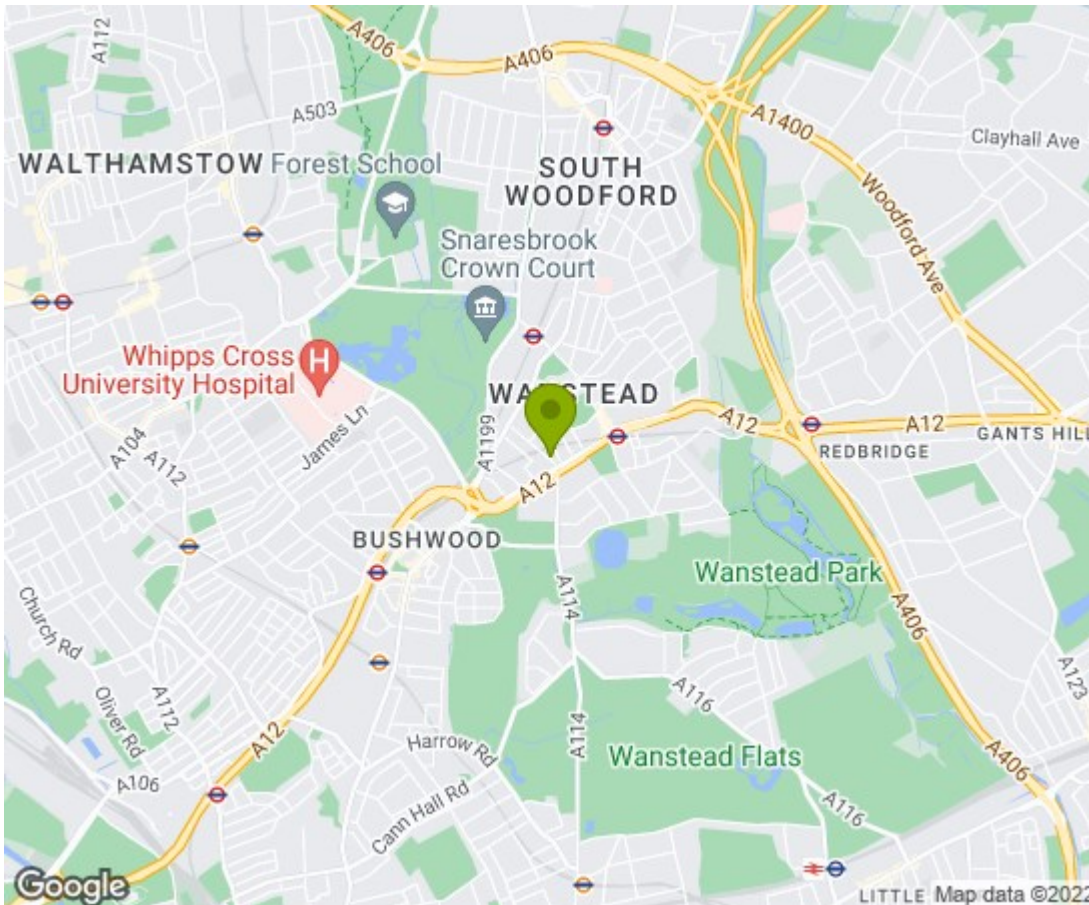 A112
A406
A406
A1400
A503
Clayhall Ave
WALTHAMSTOW
Forest School
SOUTH
WOODFORD
Woodford Ave
Snaresbrook
Crown Court
Whipps Cross
University Hospital
H
James Ln
A1199
WANSTEAD
A12
A12
GANTS HILL
REDBRIDGE
A104
A112
A12
BUSHWOOD
Wanstead Park
A114
A406
Church Rd
Oliver Rd
A112
A116
A123
A12
Harrow Rd
A114
Wanstead Flats
A406
A106
Cann Hall Rd
A116
Google
LITTLE
Map data ©2022